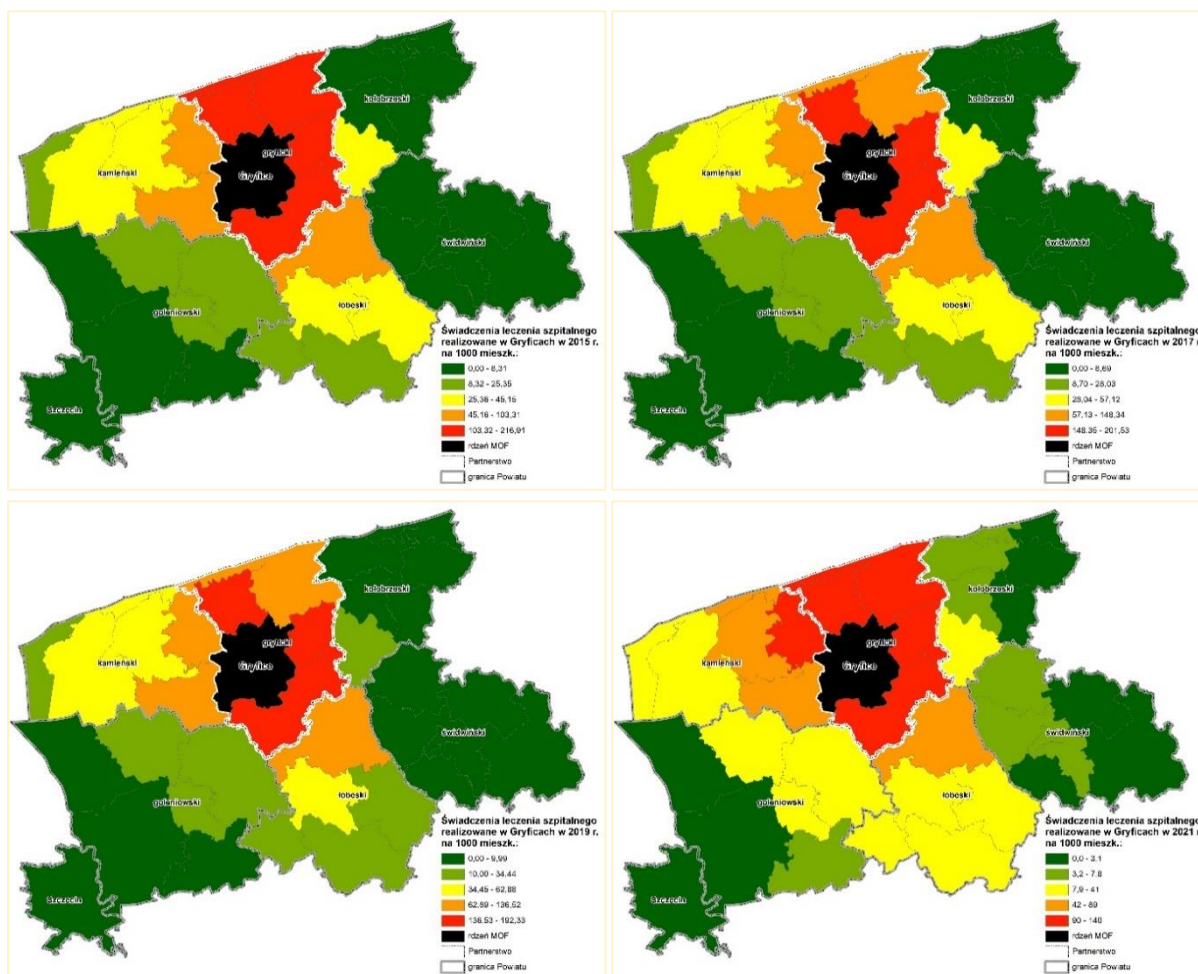 kołobrzeski
kamieński
gryficki
Gryfice
świdwiński
łobeski
goleniowski
Szczecin
Świadczenia leczenia szpitalnego
realizowane w Gryficach w 2015 r.
na 1000 mieszk.:
0,00 - 8,31
8,32 - 25,35
25,36 - 45,15
45,16 - 103,31
103,32 - 216,91
rdzeń MOF
Partnerstwo
granica Powiatu
kołobrzeski
kamieński
gryficki
Gryfice
świdwiński
łobeski
goleniowski
Szczecin
Świadczenia leczenia szpitalnego
realizowane w Gryficach w 2017 r
na 1000 mieszk.:
0,00 - 8,69
8,70 - 28,03
28,04 - 57,12
57,13 - 148,34
148,35 - 201,53
rdzeń MOF
Partnerstwo
granica Powiatu
kołobrzeski
kamieński
gryficki
Gryfice
świdwiński
łobeski
goleniowski
Szczecin
Świadczenia leczenia szpitalnego
realizowane w Gryficach w 2019 r.
na 1000 mieszk.:
0,00 - 9,99
10,00 - 34,44
34,45 - 62,88
62,89 - 136,52
136,53 - 192,33
rdzeń MOF
Partnerstwo
granica Powiatu
kołobrzeski
kamieński
gryficki
Gryfice
świdwiński
łobeski
goleniowski
Szczecin
Świadczenia leczenia szpitalnego
realizowane w Gryficach w 2021 r
na 1000 mieszk.:
0,0 - 3,1
3,2 - 7,8
7,9 - 41
42 - 89
90 - 140
rdzeń MOF
Partnerstwo
granica Powiatu